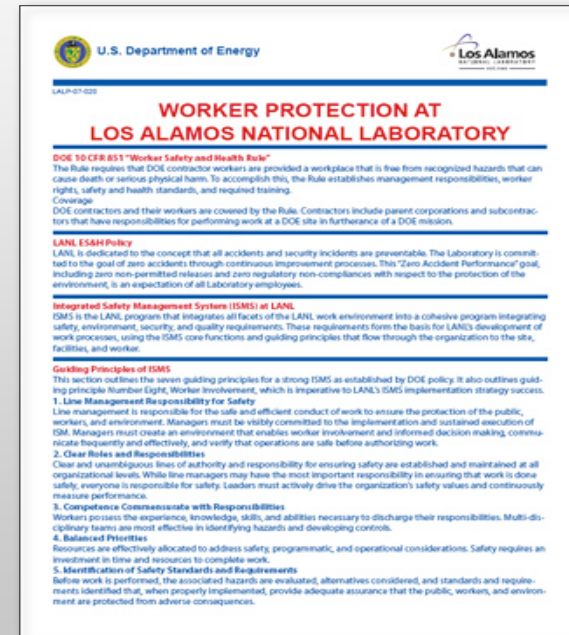 U.S. Department of Energy
Los Alamos
NATIONAL LABORATORY
LALP-07-020
WORKER PROTECTION AT
LOS ALAMOS NATIONAL LABORATORY
DOE 10 CFR 851 "Worker Safety and Health Rule"
The Rule requires that DOE contractor workers are provided a workplace that is free from recognized hazards that can
cause death or serious physical harm. To accomplish this, the Rule establishes management responsibilities, worker
rights, safety and health standards, and required training.
Coverage
DOE contractors and their workers are covered by the Rule. Contractors include parent corporations and subcontrac-
tors that have responsibilities for performing work at a DOE site in furtherance of a DOE mission.
LANL ES&H Policy
LANL is dedicated to the concept that all accidents and security incidents are preventable. The Laboratory is commit-
ted to the goal of zero accidents through continuous improvement processes. This "Zero Accident Performance" goal,
including zero non-permitted releases and zero regulatory non-compliances with respect to the protection of the
environment, is an expectation of all Laboratory employees.
Integrated Safety Management System (ISMS) at LANL
ISMS is the LANL program that integrates all facets of the LANL work environment into a cohesive program integrating
safety, environment, security, and quality requirements. These requirements form the basis for LANL's development of
work processes, using the ISMS core functions and guiding principles that flow through the organization to the site,
facilities, and worker.
Guiding Principles of ISMS
This section outlines the seven guiding principles for a strong ISMS as established by DOE policy. It also outlines guid-
ing principle Number Eight, Worker Involvement, which is imperative to LANL's ISMS implementation strategy success.
1. Line Management Responsibility for Safety
Line management is responsible for the safe and efficient conduct of work to ensure the protection of the public,
workers, and environment. Managers must be visibly committed to the implementation and sustained execution of
ISM. Managers must create an environment that enables worker involvement and informed decision making, commu-
nicate frequently and effectively, and verify that operations are safe before authorizing work.
2. Clear Roles and Responsibilities
Clear and unambiguous lines of authority and responsibility for ensuring safety are established and maintained at all
organizational levels. While line managers may have the most important responsibility in ensuring that work is done
safely, everyone is responsible for safety. Leaders must actively drive the organization's safety values and continuously
measure performance.
3. Competence Commensurate with Responsibilities
Workers possess the experience, knowledge, skills, and abilities necessary to discharge their responsibilities. Multi-dis-
ciplinary teams are most effective in identifying hazards and developing controls.
4. Balanced Priorities
Resources are effectively allocated to address safety, programmatic, and operational considerations. Safety requires an
investment in time and resources to complete work.
5. Identification of Safety Standards and Requirements
Before work is performed, the associated hazards are evaluated, alternatives considered, and standards and require-
ments identified that, when properly implemented, provide adequate assurance that the public, workers, and environ-
ment are protected from adverse consequences.